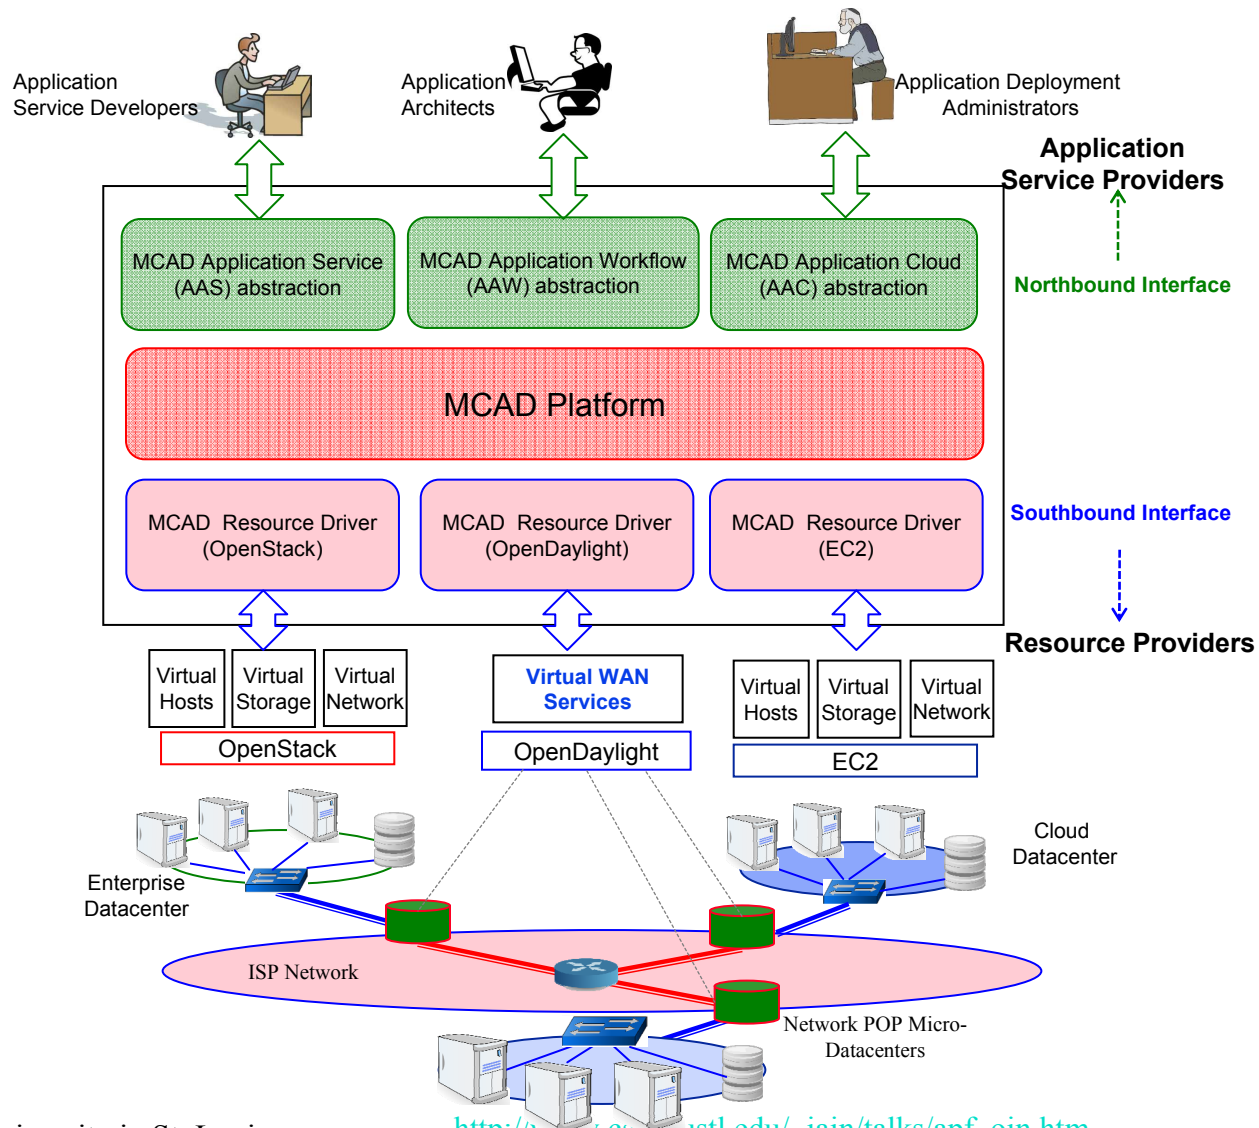 Application
Service Developers
Application
Architects
Application Deployment
Administrators
Application
Service Providers
MCAD Application Service
(AAS) abstraction
MCAD Application Workflow
(AAW) abstraction
MCAD Application Cloud
(AAC) abstraction
Northbound Interface
MCAD Platform
MCAD Resource Driver
(OpenStack)
MCAD Resource Driver
(OpenDaylight)
MCAD Resource Driver
(EC2)
Southbound Interface
Resource Providers
Virtual
Hosts
Virtual
Storage
Virtual
Network
OpenStack
Virtual WAN
Services
OpenDaylight
Virtual
Hosts
Virtual
Storage
Virtual
Network
EC2
Enterprise
Datacenter
Cloud
Datacenter
ISP Network
Network POP Micro-
Datacenters